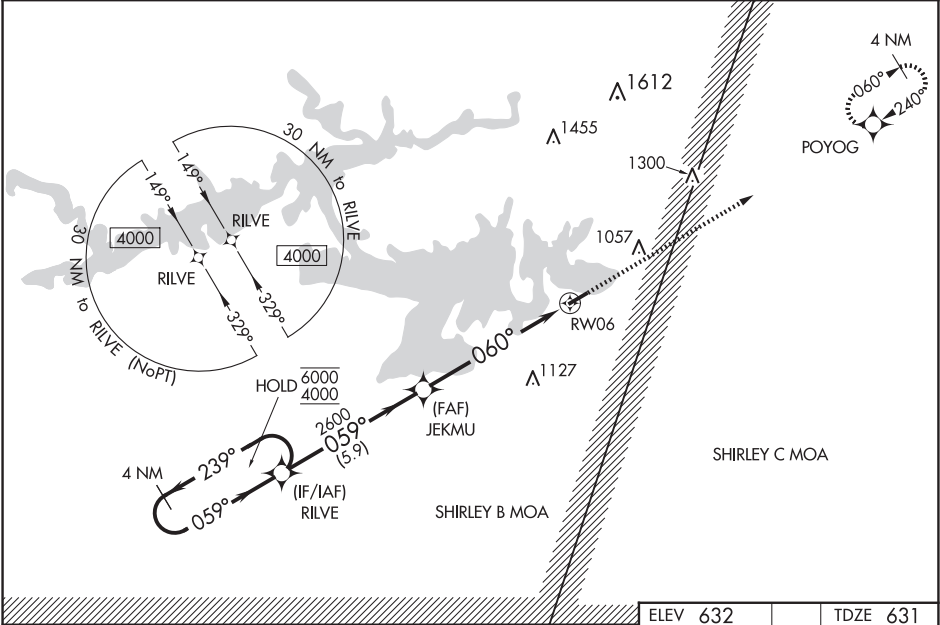 4 NM
060°
240°
POYOG
1612
1455
1300
30 NM to RILVE
149°
149°
RILVE
4000
30 NM to RILVE (NoPT)
RILVE
4000
329°
329°
1057
RW06
060°
1127
HOLD 6000
4000
(FAF)
JEKMU
2600
059°
(5.9)
4 NM
239°
059°
(IF/IAF)
RILVE
SHIRLEY B MOA
SHIRLEY C MOA
ELEV 632
TDZE 631